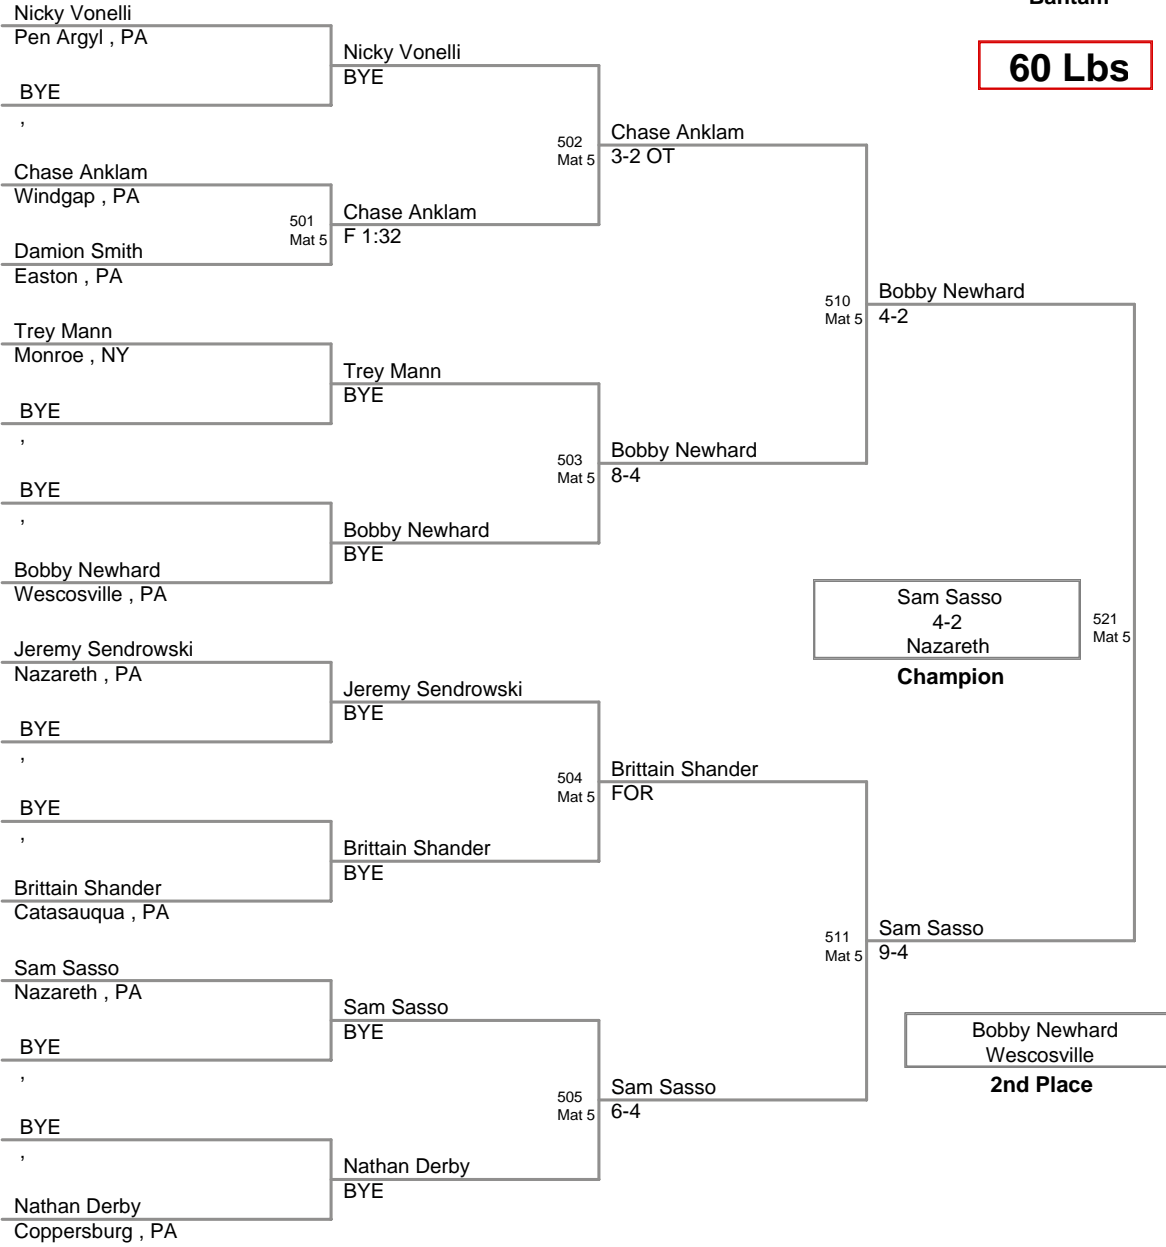 Bantam
60 Lbs
Nicky Vonelli
Pen Argyl , PA
BYE
,
Nicky Vonelli
BYE
Chase Anklam
Windgap , PA
501
Mat 5
Damion Smith
Easton , PA
Chase Anklam
F 1:32
502
Mat 5
Chase Anklam
3-2 OT
Trey Mann
Monroe , NY
BYE
,
Trey Mann
BYE
BYE
,
Bobby Newhard
Wescosville , PA
Bobby Newhard
BYE
503
Mat 5
Bobby Newhard
8-4
510
Mat 5
Bobby Newhard
4-2
Jeremy Sendrowski
Nazareth , PA
BYE
,
Jeremy Sendrowski
BYE
BYE
,
Brittain Shander
Catasauqua , PA
Brittain Shander
BYE
504
Mat 5
Brittain Shander
FOR
Sam Sasso
Nazareth , PA
BYE
,
Sam Sasso
BYE
BYE
,
Nathan Derby
Coppersburg , PA
Nathan Derby
BYE
505
Mat 5
Sam Sasso
6-4
511
Mat 5
Sam Sasso
9-4
521
Mat 5
Sam Sasso
4-2
Nazareth
Champion
Bobby Newhard
Wescosville
2nd Place